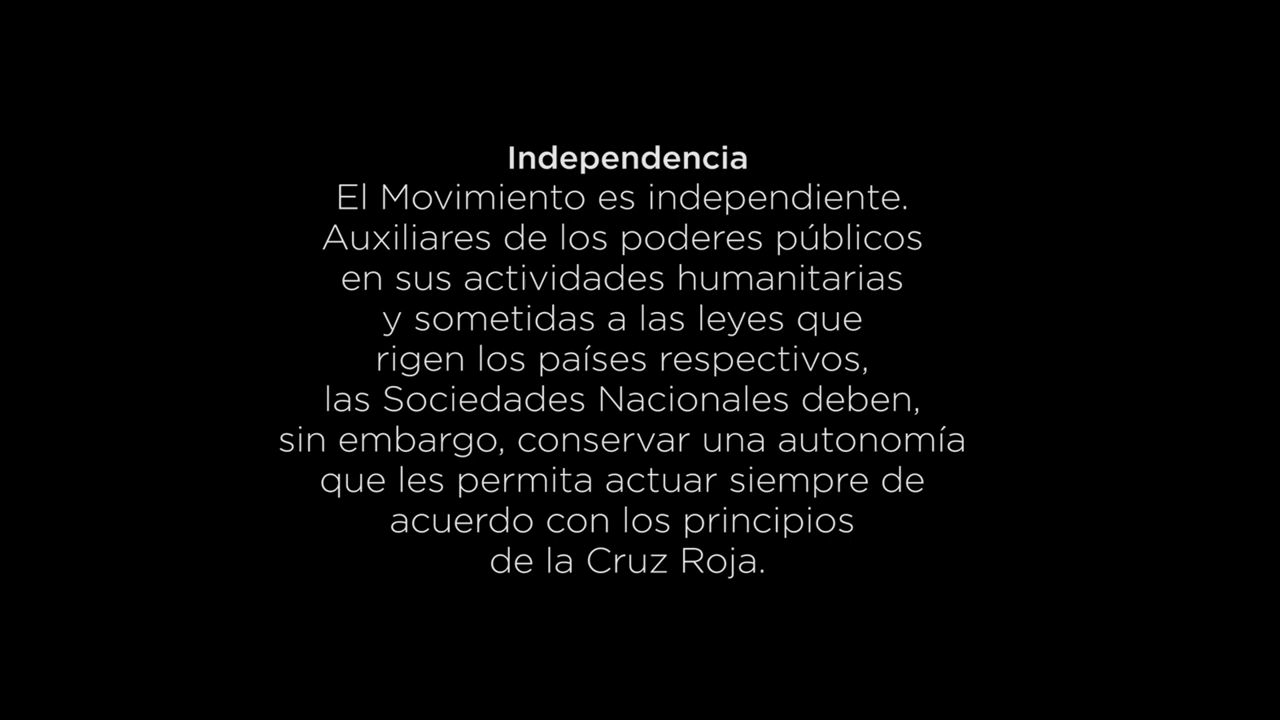 Independencia
El Movimiento es independiente.
Auxiliares de los poderes públicos
en sus actividades humanitarias
y sometidas a las leyes que
rigen los países respectivos,
las Sociedades Nacionales deben,
sin embargo, conservar una autonomía
que les permita actuar siempre de
acuerdo con los principios
de la Cruz Roja.